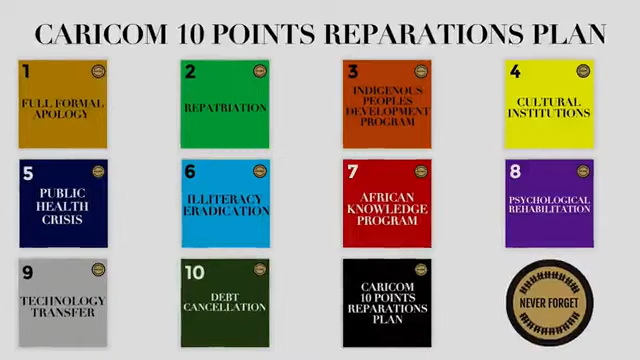 CARICOM 10 POINTS REPARATIONS PLAN
1
FULL FORMAL
APOLOGY
2
REPATRIATION
3
INDIGENOUS
PEOPLES
DEVELOPMENT
PROGRAM
4
CULTURAL
INSTITUTIONS
5
PUBLIC
HEALTH
CRISIS
6
ILLITERACY
ERADICATION
7
AFRICAN
KNOWLEDGE
PROGRAM
8
PSYCHOLOGICAL
REHABILITATION
9
TECHNOLOGY
TRANSFER
10
DEBT
CANCELLATION
CARICOM
10 POINTS
REPARATIONS
PLAN
NEVER FORGET